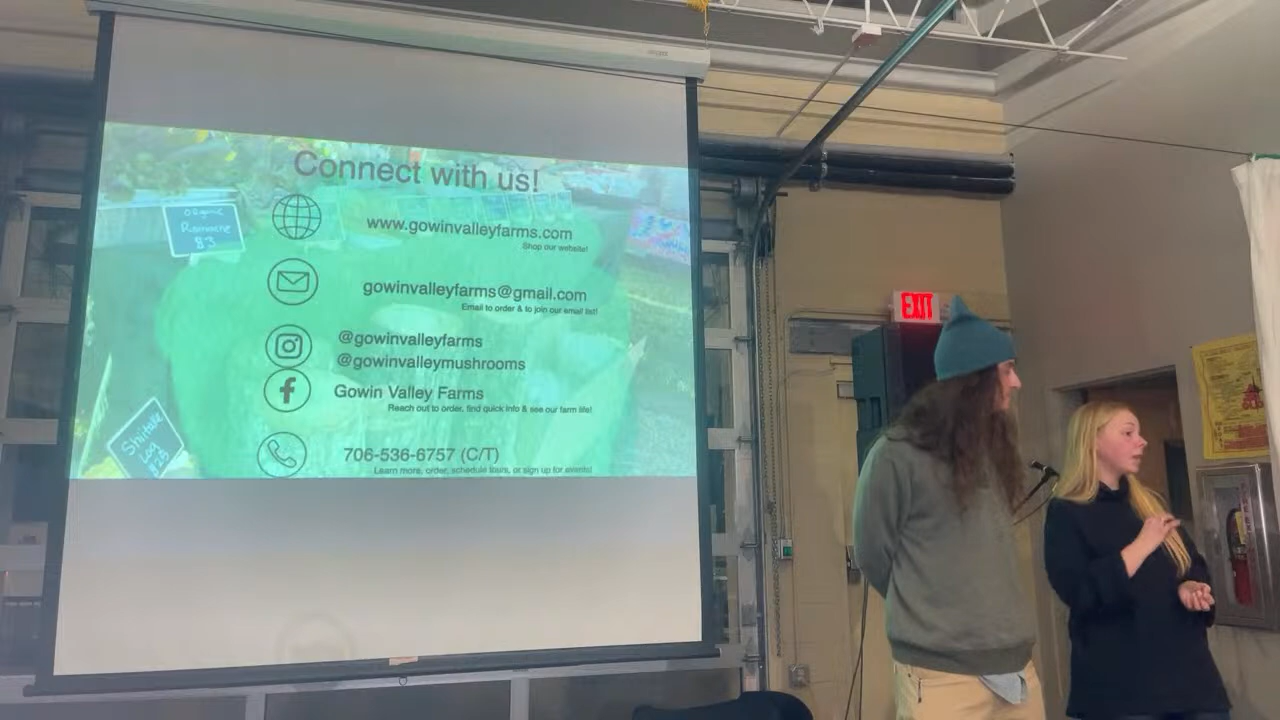 Connect with us!
www.gowinvalleyfarms.com
Shop our website!
gowinvalleyfarms@gmail.com
Email to order & to join our email list!
@gowinvalleyfarms
@gowinvalleymushrooms
Gowin Valley Farms
Reach out to order, find quick info & see our farm life!
706-536-6757 (C/T)
Learn more, order, schedule tours, or sign up for events!
Organic
Romaine
$3
Shiitake
Log
$25
EXIT